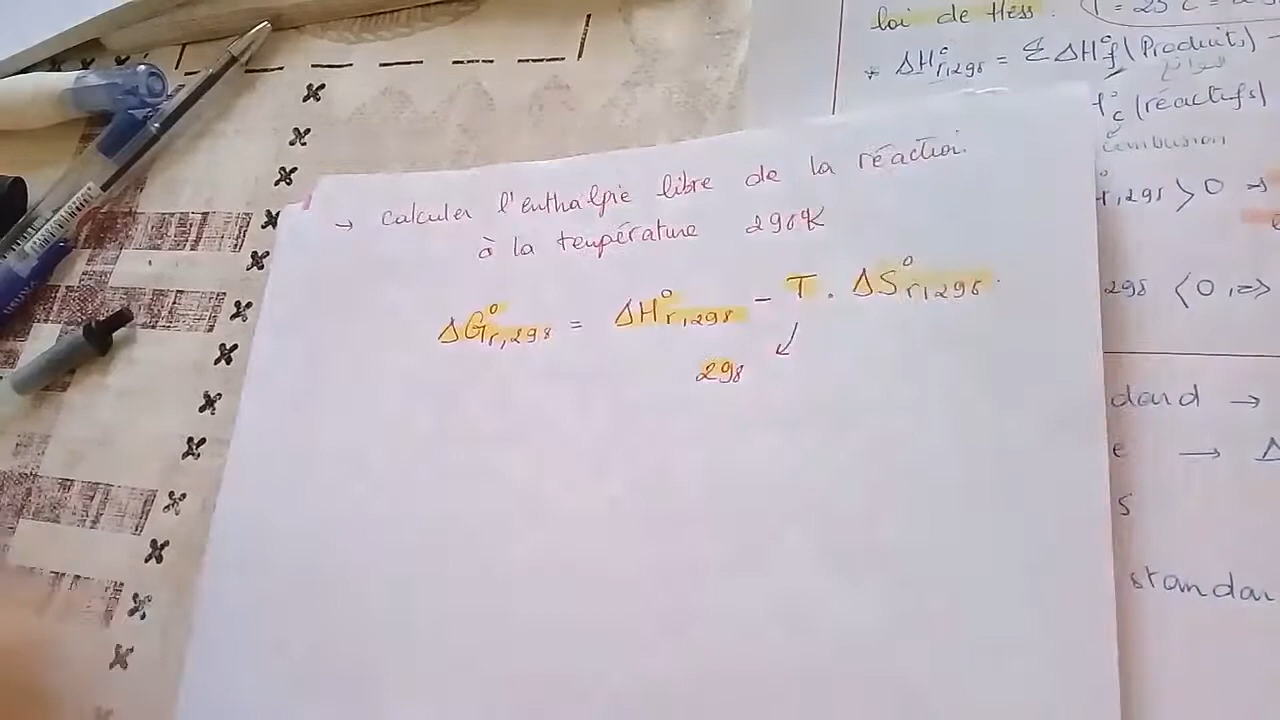 → Calculer l'enthalpie libre de la réaction.
à la température 298K
ΔG°r,298 = ΔH°r,298 - T . ΔS°r,298
298
loi de Hess.
* ΔH°r,298 = Σ ΔH°f (Produits) -
(réactifs)
combusion
r,298 > 0 ⇒
298 < 0 ⇒
dard →
e → Δ
s
standar